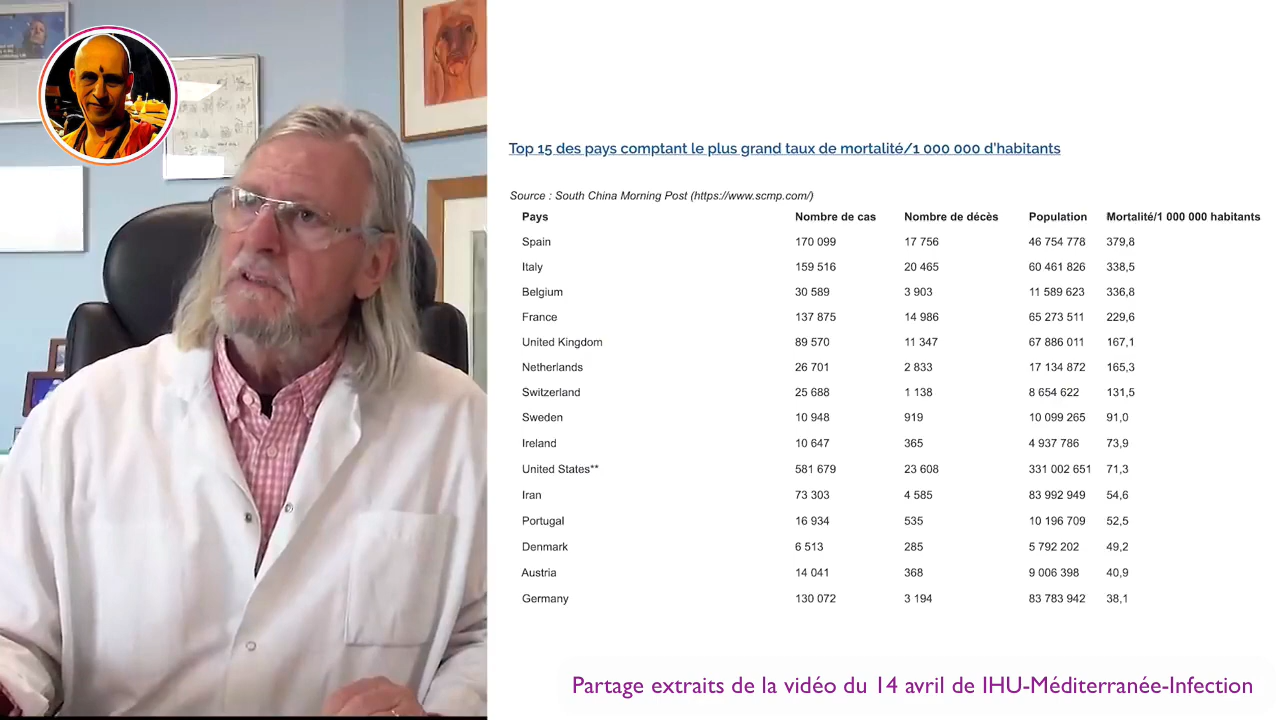 Top 15 des pays comptant le plus grand taux de mortalité/1 000 000 d'habitants
Source : South China Morning Post (https://www.scmp.com/)
Pays Nombre de cas Nombre de décès Population Mortalité/1 000 000 habitants
Spain 170 099 17 756 46 754 778 379,8
Italy 159 516 20 465 60 461 826 338,5
Belgium 30 589 3 903 11 589 623 336,8
France 137 875 14 986 65 273 511 229,6
United Kingdom 89 570 11 347 67 886 011 167,1
Netherlands 26 701 2 833 17 134 872 165,3
Switzerland 25 688 1 138 8 654 622 131,5
Sweden 10 948 919 10 099 265 91,0
Ireland 10 647 365 4 937 786 73,9
United States** 581 679 23 608 331 002 651 71,3
Iran 73 303 4 585 83 992 949 54,6
Portugal 16 934 535 10 196 709 52,5
Denmark 6 513 285 5 792 202 49,2
Austria 14 041 368 9 006 398 40,9
Germany 130 072 3 194 83 783 942 38,1
Partage extraits de la vidéo du 14 avril de IHU-Méditerranée-Infection